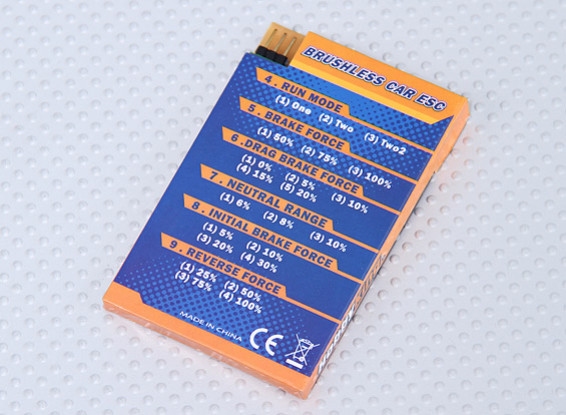 BRUSHLESS CAR ESC
4 . RUN MODE
(1) One (2) Two (3) Two2
5 . BRAKE FORCE
(1) 50% (2) 75% (3) 100%
6 .DRAG BRAKE FORCE
(1) 0% (2) 5% (3) 10%
(4) 15% (5) 20%
7 . NEUTRAL RANGE
(1) 6% (2) 8% (3) 10%
8 . INITIAL BRAKE FORCE
(1) 5% (2) 10%
(3) 20% (4) 30%
9 . REVERSE FORCE
(1) 25% (2) 50%
(3) 75% (4) 100%
MADE IN CHINA
CE